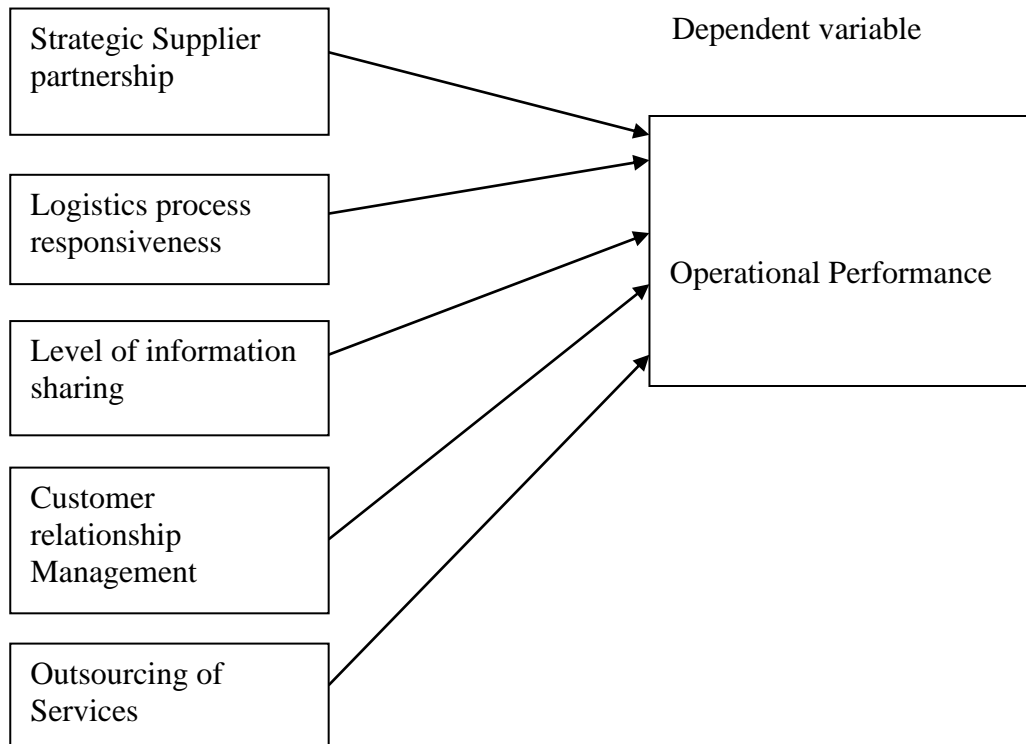 Strategic Supplier
partnership
Dependent variable
Logistics process
responsiveness
Operational Performance
Level of information
sharing
Customer
relationship
Management
Outsourcing of
Services